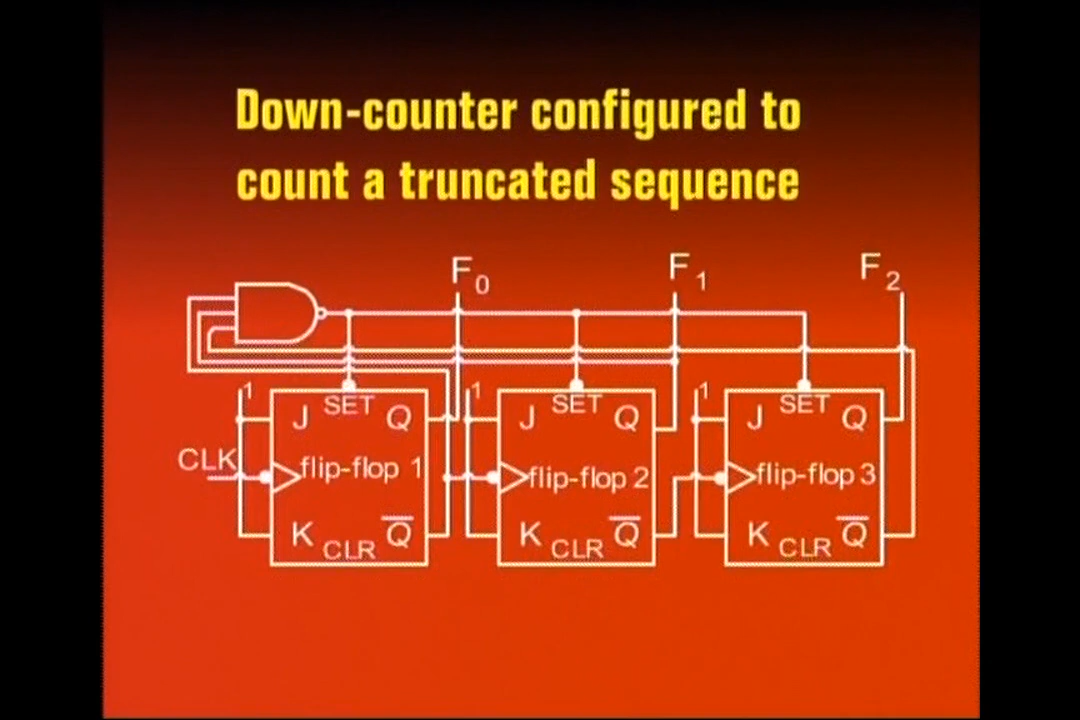 Down-counter configured to
count a truncated sequence
F0 F1 F2
1 1 1
J SET Q J SET Q J SET Q
CLK flip-flop 1 flip-flop 2 flip-flop 3
K CLR Q̅ K CLR Q̅ K CLR Q̅